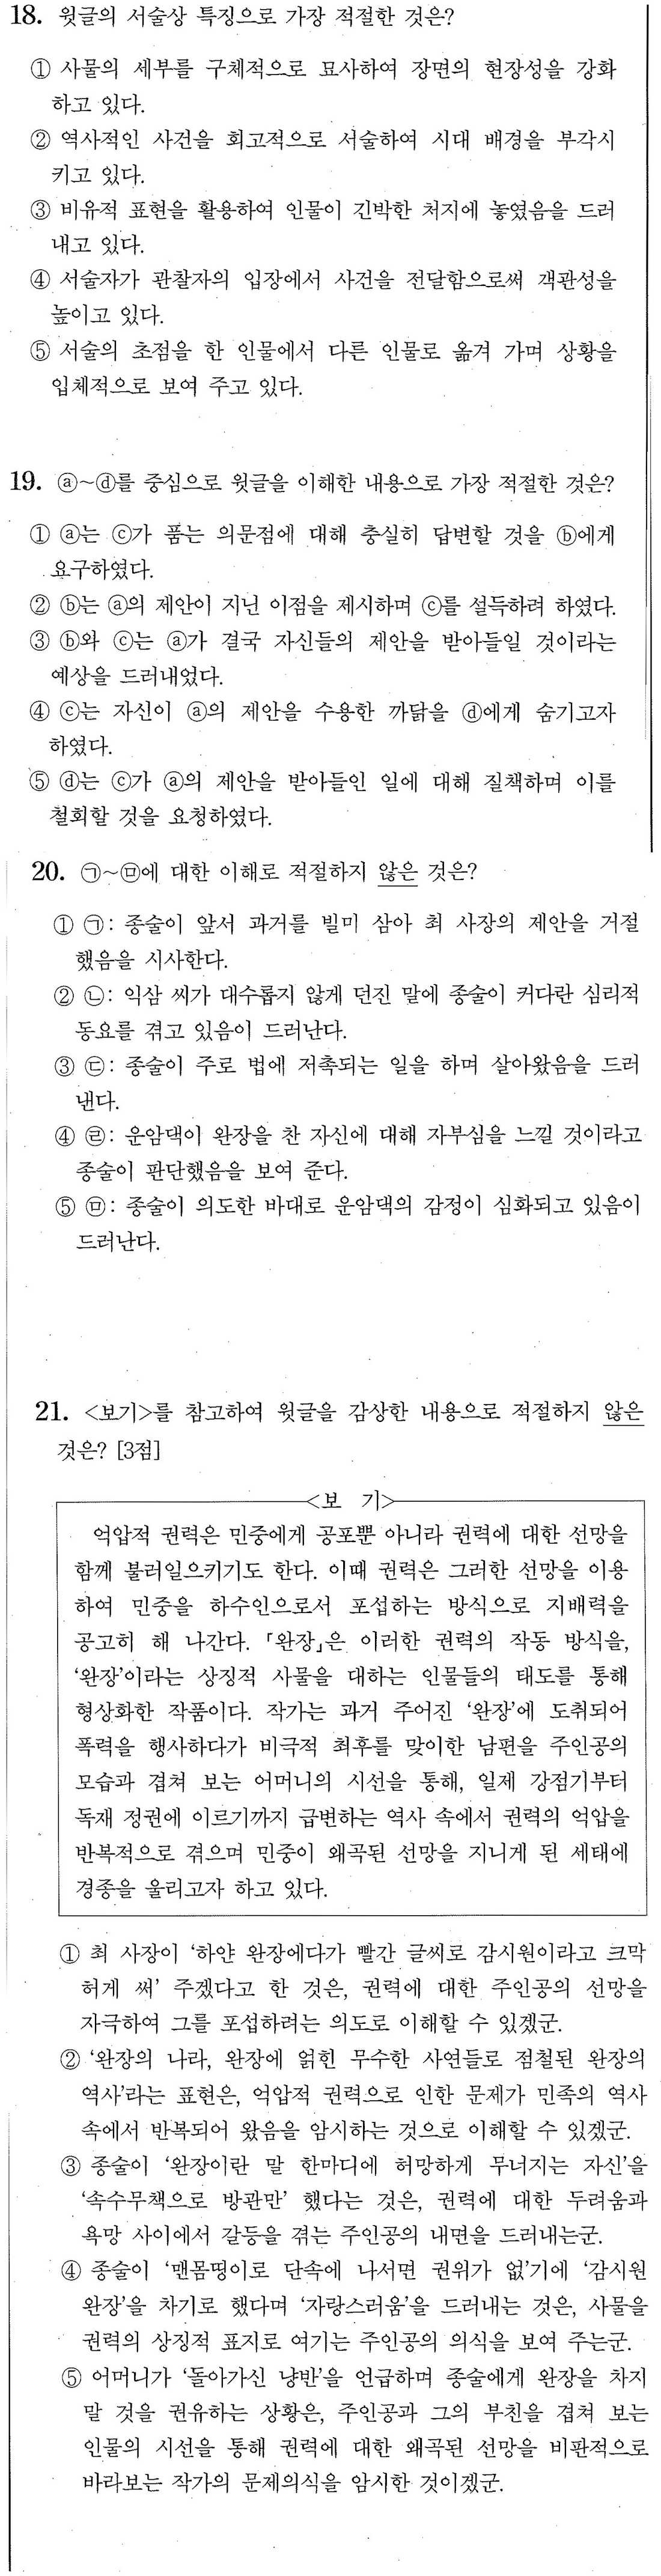 18. 윗글의 서술상 특징으로 가장 적절한 것은?
① 사물의 세부를 구체적으로 묘사하여 장면의 현장성을 강화
하고 있다.
② 역사적인 사건을 회고적으로 서술하여 시대 배경을 부각시
키고 있다.
③ 비유적 표현을 활용하여 인물이 긴박한 처지에 놓였음을 드러
내고 있다.
④ 서술자가 관찰자의 입장에서 사건을 전달함으로써 객관성을
높이고 있다.
⑤ 서술의 초점을 한 인물에서 다른 인물로 옮겨 가며 상황을
입체적으로 보여 주고 있다.
19. ⓐ~ⓓ를 중심으로 윗글을 이해한 내용으로 가장 적절한 것은?
① ⓐ는 ⓒ가 품는 의문점에 대해 충실히 답변할 것을 ⓑ에게
요구하였다.
② ⓑ는 ⓐ의 제안이 지닌 이점을 제시하며 ⓒ를 설득하려 하였다.
③ ⓑ와 ⓒ는 ⓐ가 결국 자신들의 제안을 받아들일 것이라는
예상을 드러내었다.
④ ⓒ는 자신이 ⓐ의 제안을 수용한 까닭을 ⓓ에게 숨기고자
하였다.
⑤ ⓓ는 ⓒ가 ⓐ의 제안을 받아들인 일에 대해 질책하며 이를
철회할 것을 요청하였다.
20. ㉠~㉤에 대한 이해로 적절하지 않은 것은?
① ㉠: 종술이 앞서 과거를 빌미 삼아 최 사장의 제안을 거절
했음을 시사한다.
② ㉡: 익삼 씨가 대수롭지 않게 던진 말에 종술이 커다란 심리적
동요를 겪고 있음이 드러난다.
③ ㉢: 종술이 주로 법에 저촉되는 일을 하며 살아왔음을 드러
낸다.
④ ㉣: 운암댁이 완장을 찬 자신에 대해 자부심을 느낄 것이라고
종술이 판단했음을 보여 준다.
⑤ ㉤: 종술이 의도한 바대로 운암댁의 감정이 심화되고 있음이
드러난다.
21. <보기>를 참고하여 윗글을 감상한 내용으로 적절하지 않은
것은? [3점]
<보 기>
억압적 권력은 민중에게 공포뿐 아니라 권력에 대한 선망을
함께 불러일으키기도 한다. 이때 권력은 그러한 선망을 이용
하여 민중을 하수인으로서 포섭하는 방식으로 지배력을
공고히 해 나간다. 「완장」은 이러한 권력의 작동 방식을,
‘완장’이라는 상징적 사물을 대하는 인물들의 태도를 통해
형상화한 작품이다. 작가는 과거 주어진 ‘완장’에 도취되어
폭력을 행사하다가 비극적 최후를 맞이한 남편을 주인공의
모습과 겹쳐 보는 어머니의 시선을 통해, 일제 강점기부터
독재 정권에 이르기까지 급변하는 역사 속에서 권력의 억압을
반복적으로 겪으며 민중이 왜곡된 선망을 지니게 된 세태에
경종을 울리고자 하고 있다.
① 최 사장이 ‘하얀 완장에다가 빨간 글씨로 감시원이라고 크막
허게 써’ 주겠다고 한 것은, 권력에 대한 주인공의 선망을
자극하여 그를 포섭하려는 의도로 이해할 수 있겠군.
② ‘완장의 나라, 완장에 얽힌 무수한 사연들로 점철된 완장의
역사’라는 표현은, 억압적 권력으로 인한 문제가 민족의 역사
속에서 반복되어 왔음을 암시하는 것으로 이해할 수 있겠군.
③ 종술이 ‘완장이란 말 한마디에 허망하게 무너지는 자신’을
‘속수무책으로 방관만’ 했다는 것은, 권력에 대한 두려움과
욕망 사이에서 갈등을 겪는 주인공의 내면을 드러내는군.
④ 종술이 ‘맨몸띵이로 단속에 나서면 권위가 없’기에 ‘감시원
완장’을 차기로 했다며 ‘자랑스러움’을 드러내는 것은, 사물을
권력의 상징적 표지로 여기는 주인공의 의식을 보여 주는군.
⑤ 어머니가 ‘돌아가신 냥반’을 언급하며 종술에게 완장을 차지
말 것을 권유하는 상황은, 주인공과 그의 부친을 겹쳐 보는
인물의 시선을 통해 권력에 대한 왜곡된 선망을 비판적으로
바라보는 작가의 문제의식을 암시한 것이겠군.